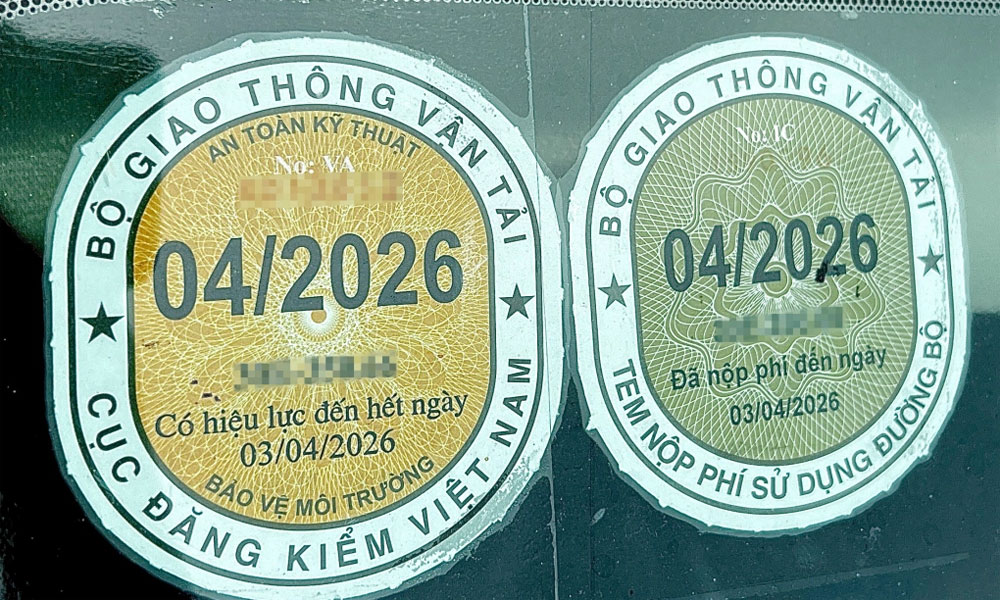 BỘ GIAO THÔNG VẬN TẢI
AN TOÀN KỸ THUẬT
No: VA
04/2026
Có hiệu lực đến hết ngày
03/04/2026
BẢO VỆ MÔI TRƯỜNG
CỤC ĐĂNG KIỂM VIỆT NAM
BỘ GIAO THÔNG VẬN TẢI
No: IC
04/2026
Đã nộp phí đến ngày
03/04/2026
TEM NỘP PHÍ SỬ DỤNG ĐƯỜNG BỘ